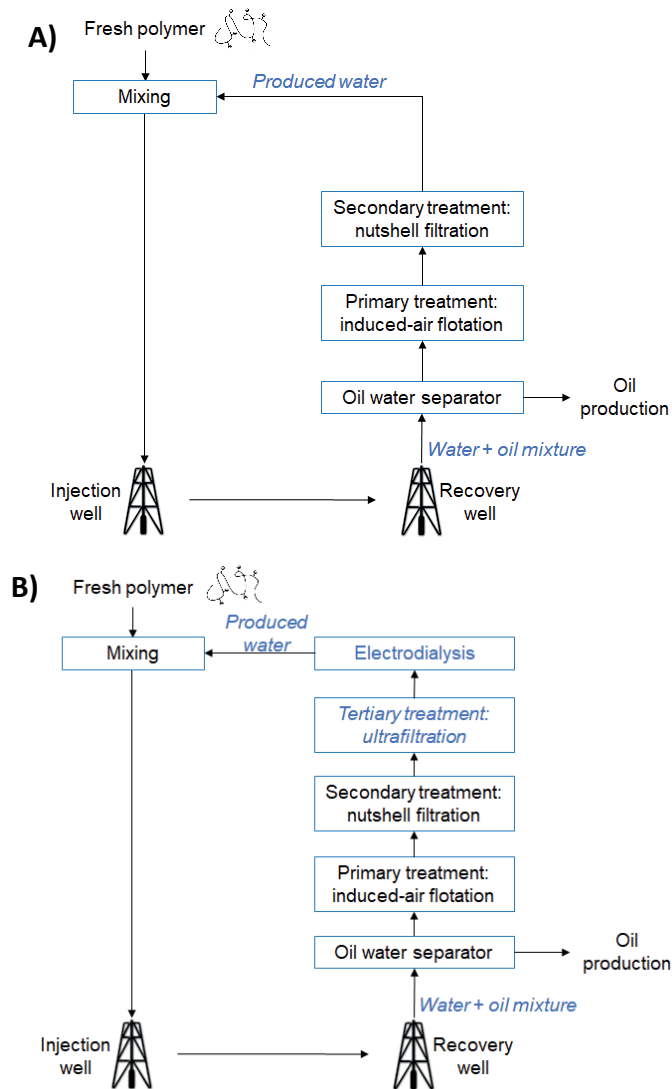 A)
Fresh polymer
Produced water
Mixing
Secondary treatment:
nutshell filtration
Primary treatment:
induced-air flotation
Oil water separator
Oil
production
Water + oil mixture
Injection
well
Recovery
well
B)
Fresh polymer
Produced
water
Mixing
Electrodialysis
Tertiary treatment:
ultrafiltration
Secondary treatment:
nutshell filtration
Primary treatment:
induced-air flotation
Oil water separator
Oil
production
Water + oil mixture
Injection
well
Recovery
well